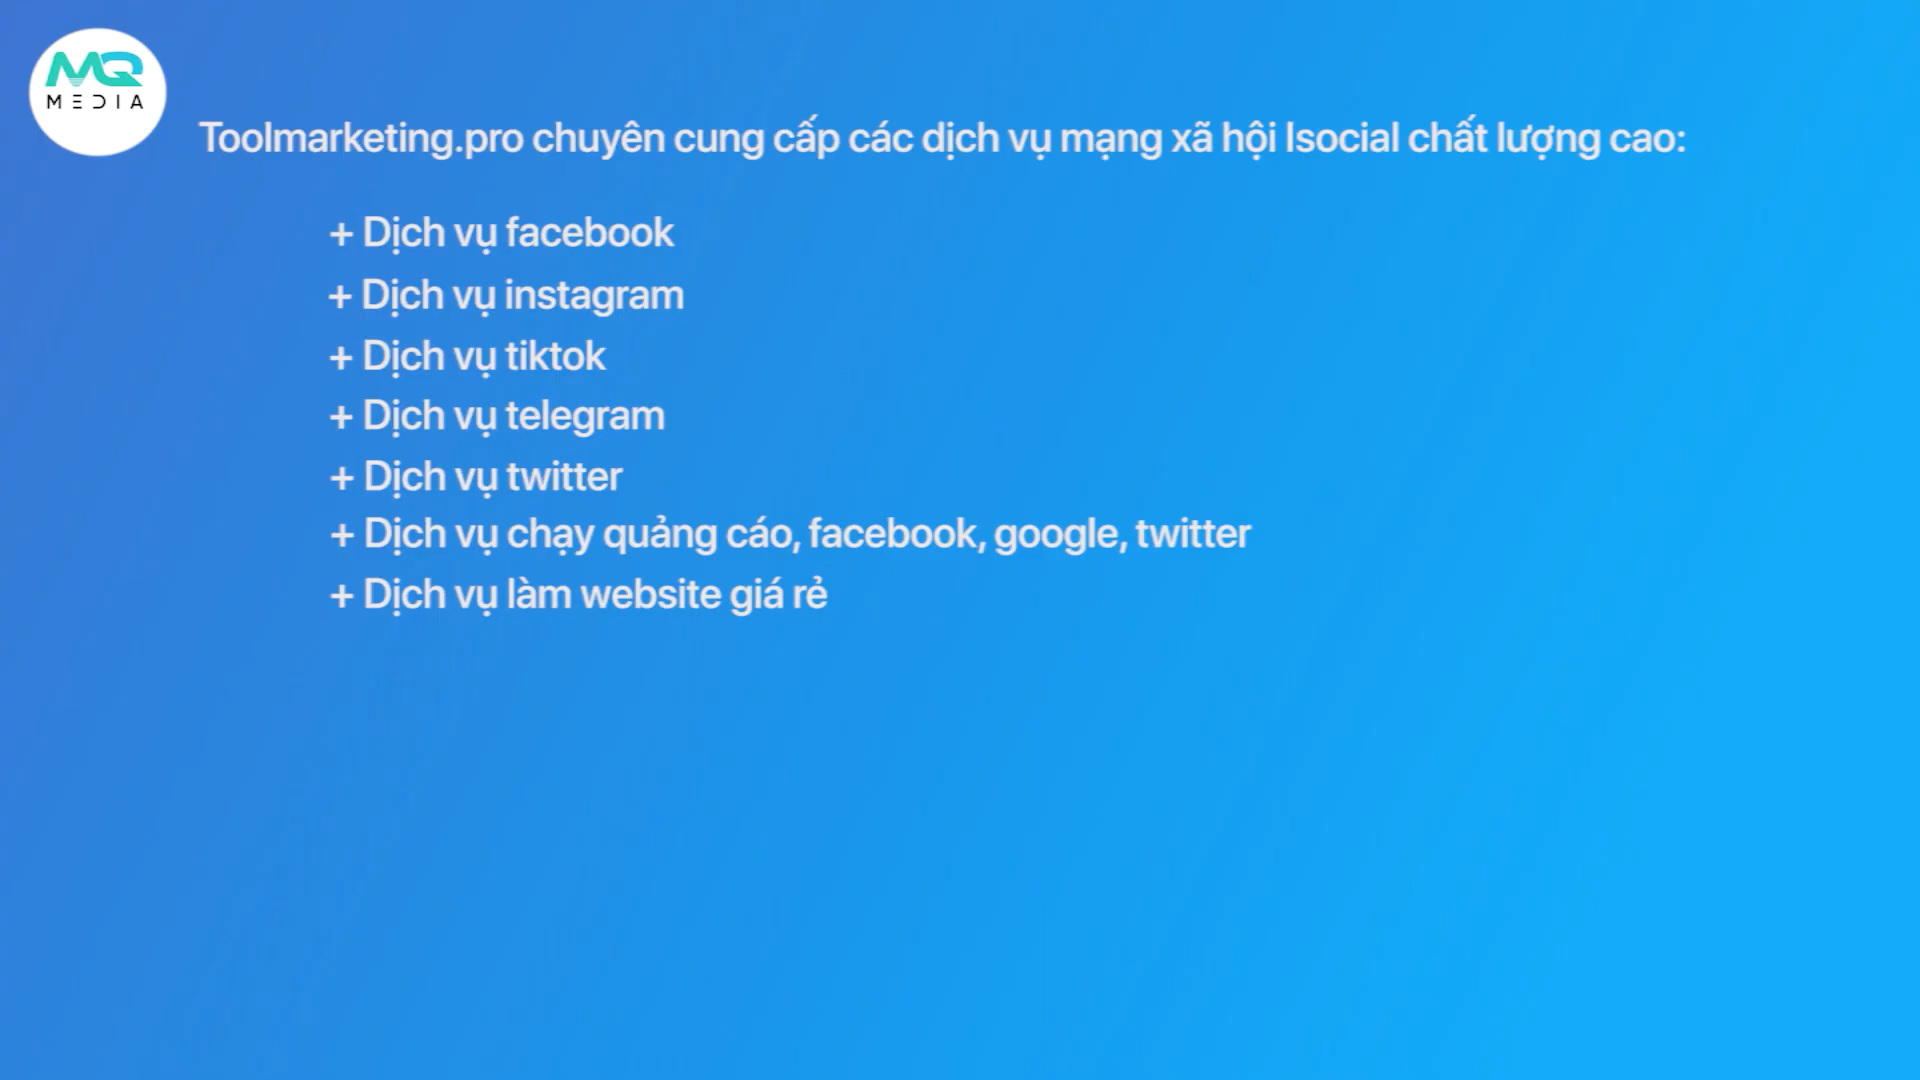 MQ
MEDIA
Toolmarketing.pro chuyên cung cấp các dịch vụ mạng xã hội Isocial chất lượng cao:
+ Dịch vụ facebook
+ Dịch vụ instagram
+ Dịch vụ tiktok
+ Dịch vụ telegram
+ Dịch vụ twitter
+ Dịch vụ chạy quảng cáo, facebook, google, twitter
+ Dịch vụ làm website giá rẻ